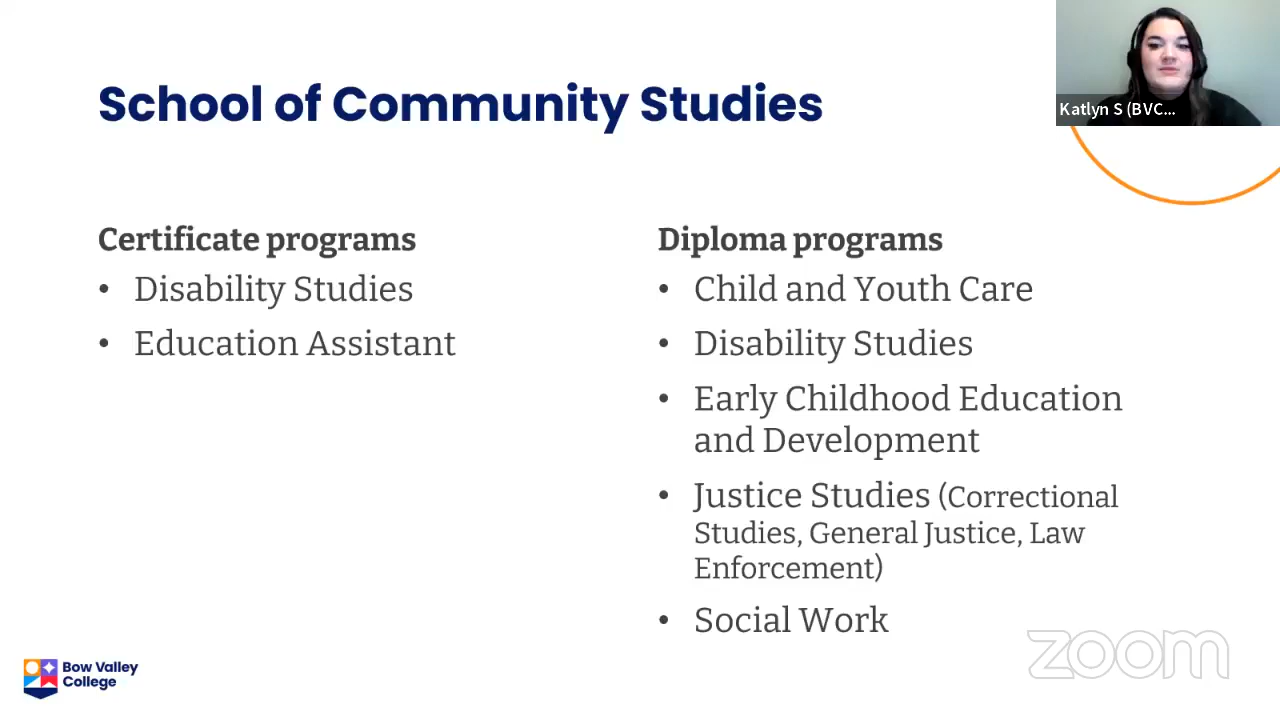 School of Community Studies
Katlyn S (BVC...
Certificate programs
• Disability Studies
• Education Assistant
Diploma programs
• Child and Youth Care
• Disability Studies
• Early Childhood Education
and Development
• Justice Studies (Correctional
Studies, General Justice, Law
Enforcement)
• Social Work
Bow Valley
College
zoom